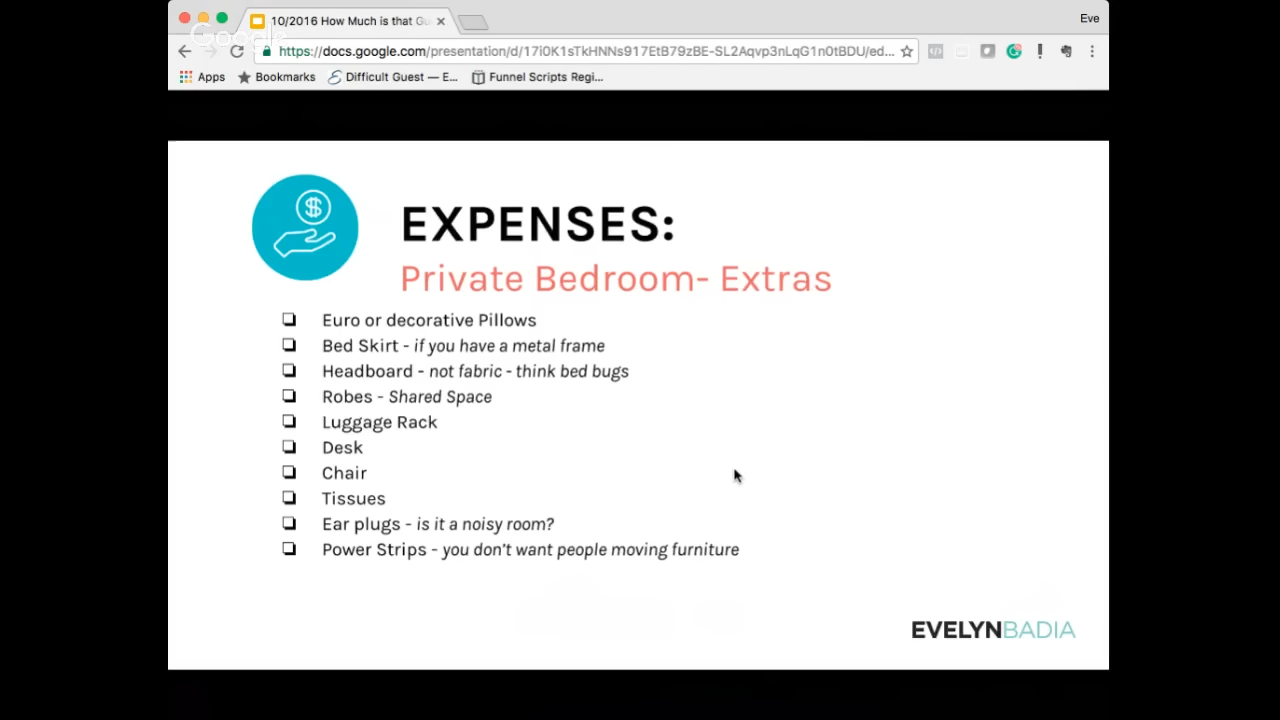 10/2016 How Much is that Gu
Eve
Google
https://docs.google.com/presentation/d/17i0K1sTkHNNs917EtB79zBE-SL2Aqvp3nLqG1n0tBDU/ed...
Apps
Bookmarks
Difficult Guest — E...
Funnel Scripts Regi...
$
EXPENSES:
Private Bedroom- Extras
Euro or decorative Pillows
Bed Skirt - if you have a metal frame
Headboard - not fabric - think bed bugs
Robes - Shared Space
Luggage Rack
Desk
Chair
Tissues
Ear plugs - is it a noisy room?
Power Strips - you don't want people moving furniture
EVELYNBADIA